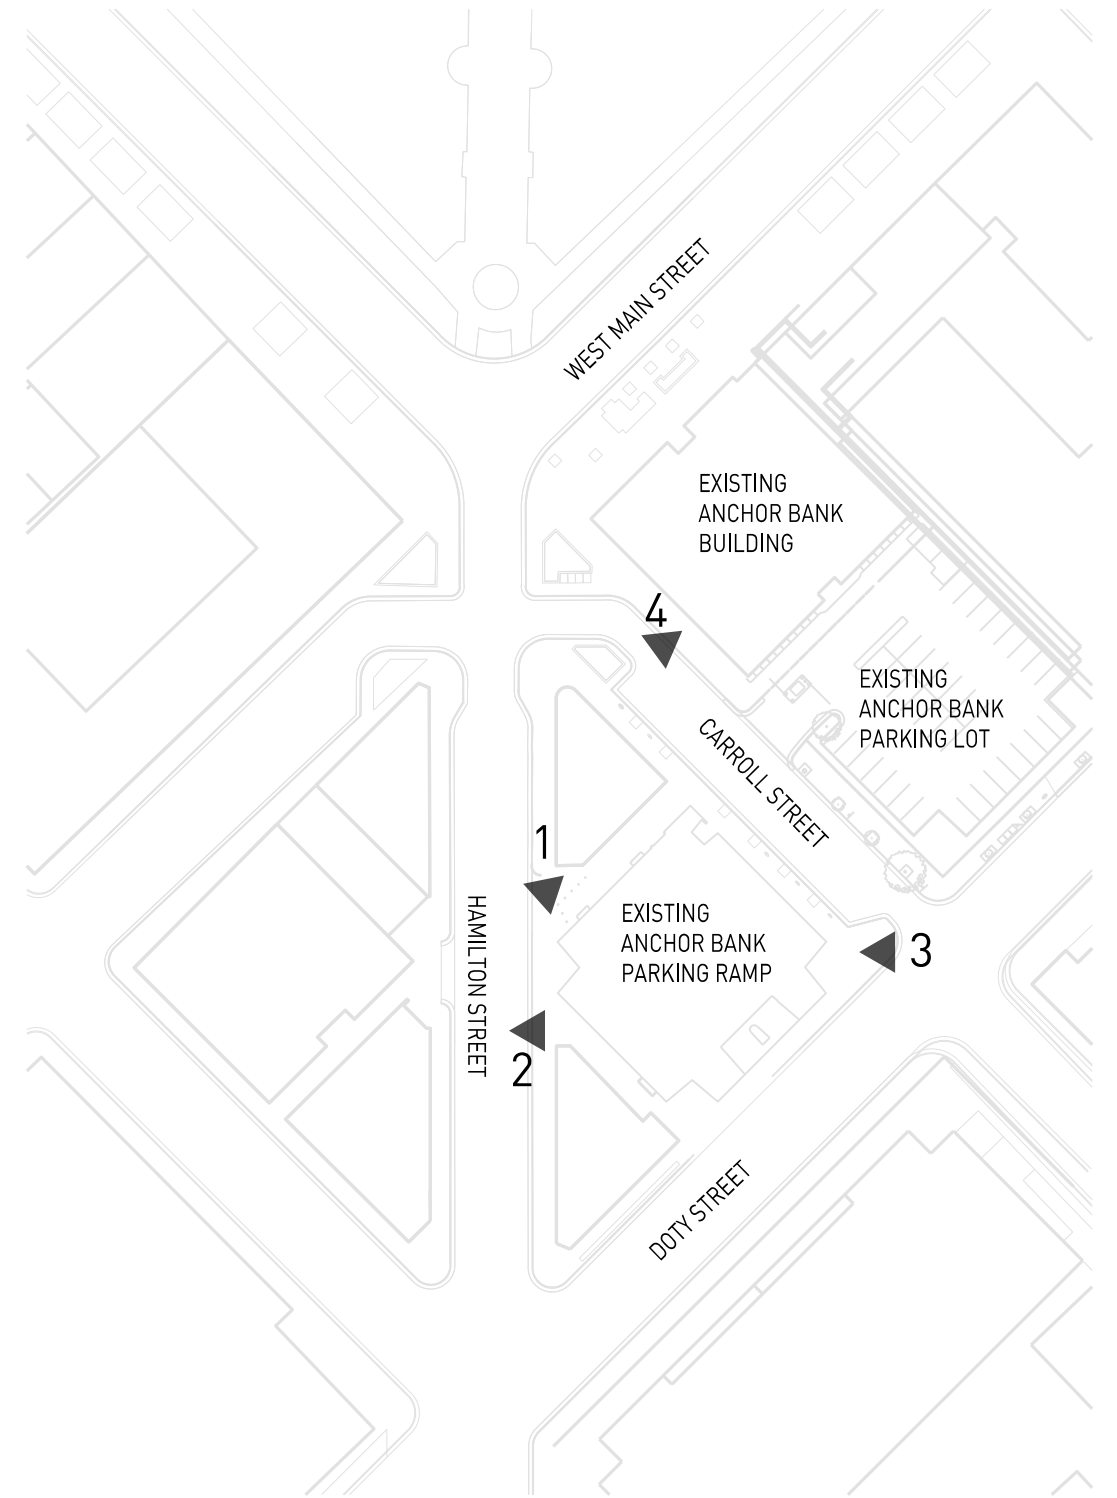 WEST MAIN STREET
EXISTING
ANCHOR BANK
BUILDING
4
EXISTING
ANCHOR BANK
PARKING LOT
CARROLL STREET
1
HAMILTON STREET
EXISTING
ANCHOR BANK
PARKING RAMP
3
2
DOTY STREET